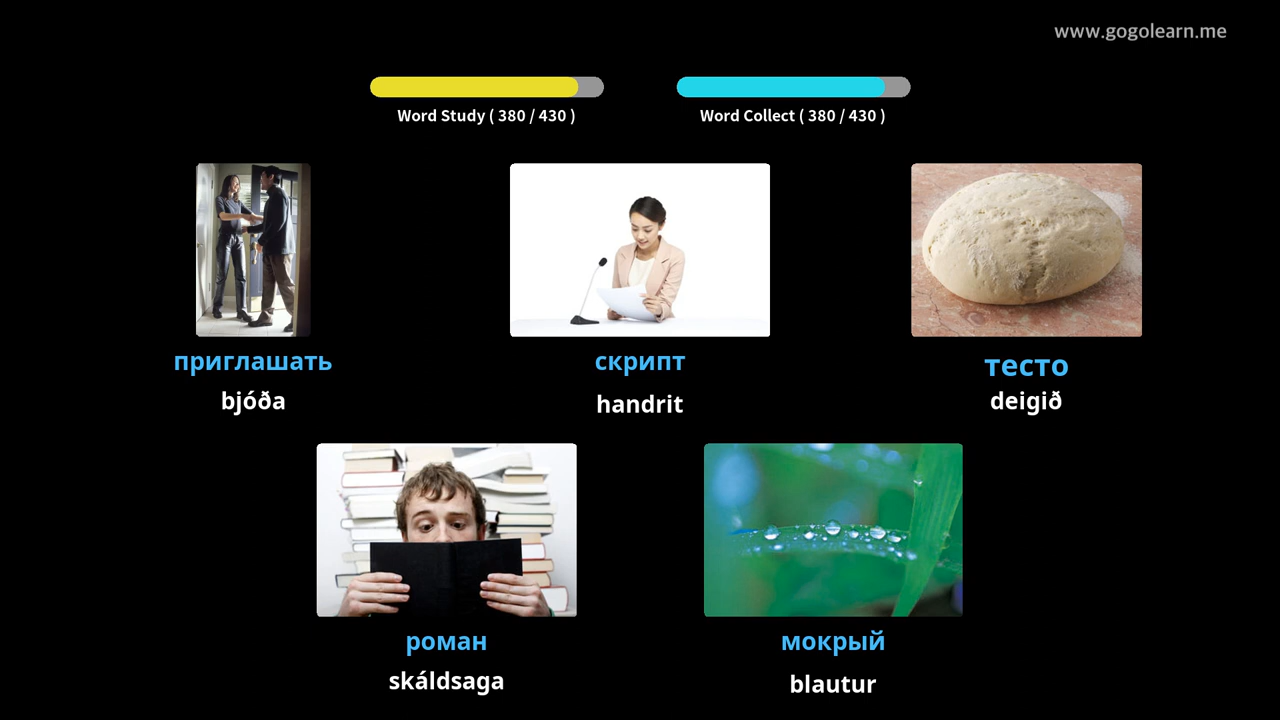 www.gogolearn.me
Word Study ( 380 / 430 )
Word Collect ( 380 / 430 )
приглашать
bjóða
скрипт
handrit
тесто
deigið
роман
skáldsaga
мокрый
blautur